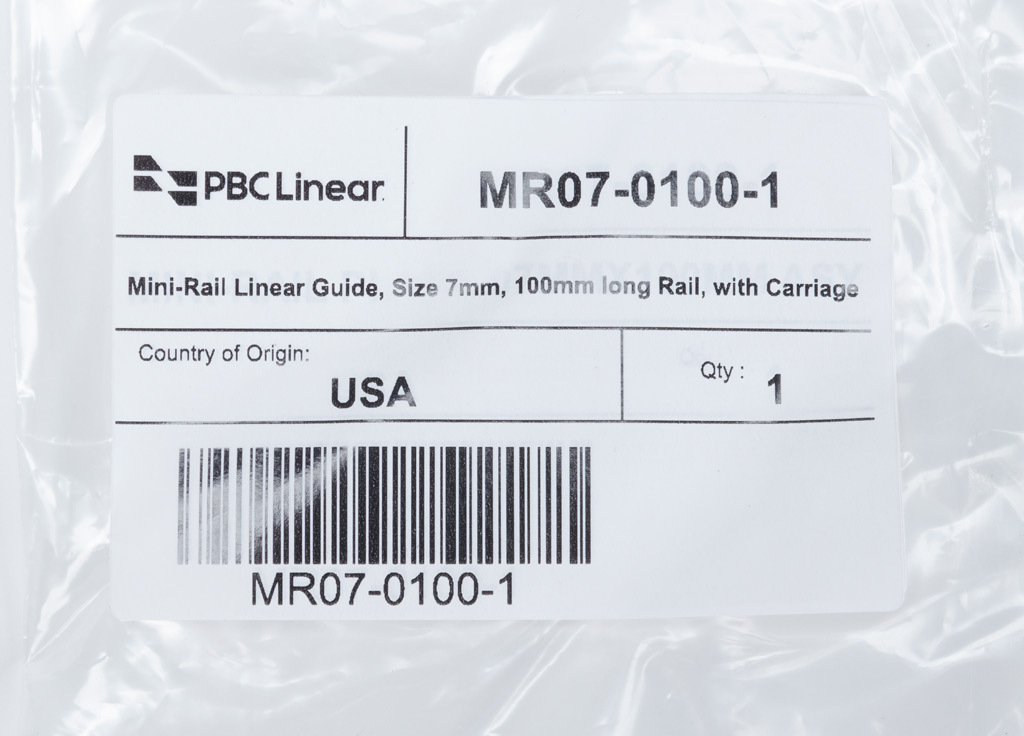 PBC Linear.
MR07-0100-1
Mini-Rail Linear Guide, Size 7mm, 100mm long Rail, with Carriage
Country of Origin:
USA
Qty : 1
MR07-0100-1